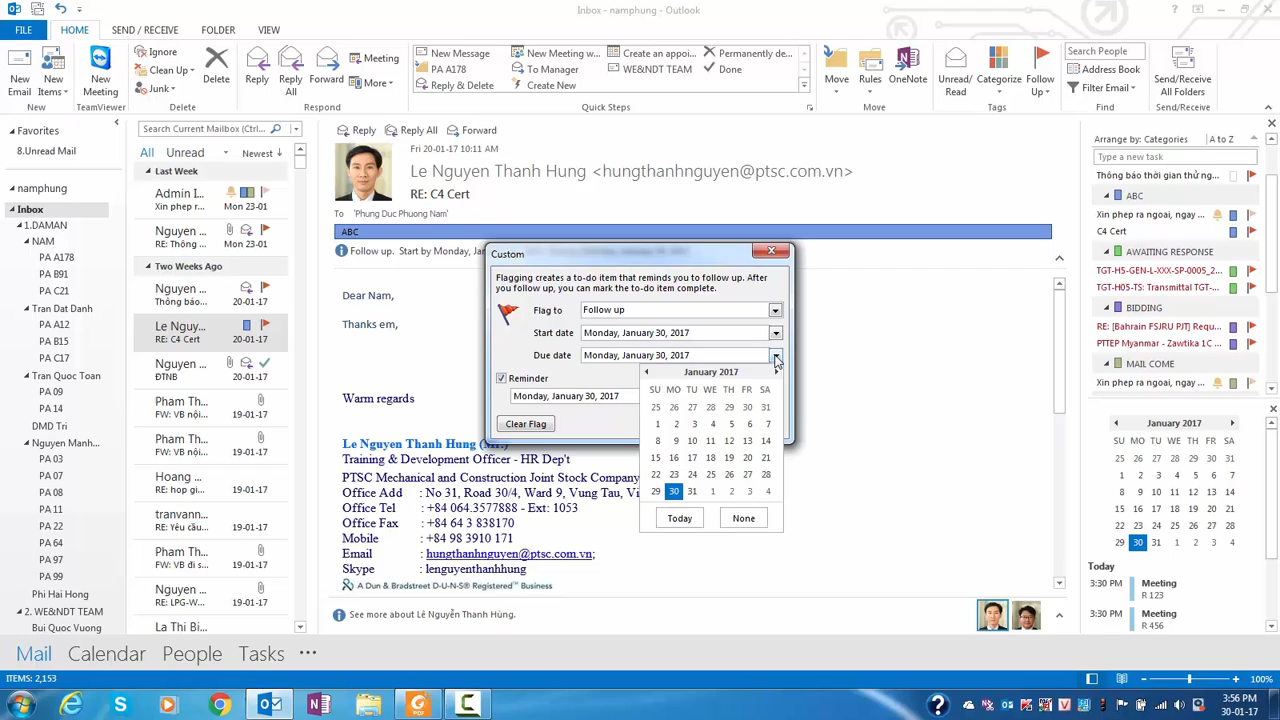 Inbox - namphung - Outlook
FILE HOME SEND / RECEIVE FOLDER VIEW
New Email
New Items
New
New Meeting
TeamViewer
Ignore
Clean Up
Junk
Delete
Delete
Reply
Reply All
Forward
Meeting
More
Respond
New Message
PA A178
Reply & Delete
New Meeting w...
To Manager
Create New
Create an appoi...
WE&NDT TEAM
Permanently de...
Done
Quick Steps
Move
Rules
OneNote
Move
Unread/ Read
Categorize
Follow Up
Tags
Search People
Address Book
Filter Email
Find
Send/Receive All Folders
Send/Receive
Favorites
8.Unread Mail
namphung
Inbox
1.DAMAN
NAM
PA A178
PA B91
PA C21
Tran Dat Danh
PA A12
PA B15
PA C17
Tran Thanh Toan
PA 09
PA 14
DMD Tri
Nguyen Manh...
PA 03
PA 07
PA 11
PA 22
PA 64
PA 97
PA 99
Phi Hai Hong
2. WE&NDT TEAM
Bui Quoc Vuong
Search Current Mailbox (Ctrl...
All Unread Newest
Last Week
Admin I...
Xin phep r... Mon 23-01
Nguyen ...
RE: Thông ... Mon 23-01
Two Weeks Ago
Nguyen ...
Thông báo... 20-01-17
Le Nguy...
RE: C4 Cert 20-01-17
Nguyen ...
ĐTNB 20-01-17
Pham Th...
FW: VB nội... 20-01-17
Pham Th...
FW: VB nội... 20-01-17
Hoang ...
RE: hop gi... 20-01-17
tranvann...
RE: Yêu cầu... 20-01-17
Pham Th...
FW: VB đi s... 20-01-17
Nguyen ...
RE: LPG-W... 19-01-17
La Thi Bi...
Reply Reply All Forward
Fri 20-01-17 10:11 AM
Le Nguyen Thanh Hung <hungthanhnguyen@ptsc.com.vn>
RE: C4 Cert
To 'Phung Duc Phuong Nam'
ABC
Follow up. Start by Monday, Jan
Dear Nam,
Thanks em,
Warm regards
Le Nguyen Thanh Hung (Mr.)
Training & Development Officer - HR Dep't
PTSC Mechanical and Construction Joint Stock Company
Office Add : No 31, Road 30/4, Ward 9, Vung Tau, Vi
Office Tel : +84 064.3577888 - Ext: 1053
Office Fax : +84 64 3 838170
Mobile : +84 98 3910 171
Email : hungthanhnguyen@ptsc.com.vn;
Skype : lenguyenthanhhung
A Dun & Bradstreet D-U-N-S Registered™ Business
See more about Lê Nguyễn Thanh Hùng.
Custom
Flagging creates a to-do item that reminds you to follow up. After
you follow up, you can mark the to-do item complete.
Flag to Follow up
Start date Monday, January 30, 2017
Due date Monday, January 30, 2017
Reminder
Monday, January 30, 2017
Clear Flag
January 2017
SU MO TU WE TH FR SA
25 26 27 28 29 30 31
1 2 3 4 5 6 7
8 9 10 11 12 13 14
15 16 17 18 19 20 21
22 23 24 25 26 27 28
29 30 31 1 2 3 4
Today None
Arrange by: Categories A to Z
Type a new task
Thông báo thời gian thử ng...
ABC
Xin phep ra ngoai, ngay ...
C4 Cert
AWAITING RESPONSE
TGT-H5-GEN-L-XXX-SP-0005_2
TGT-H05-TS: Transmittal TGT-...
BIDDING
RE: [Bahrain FSJRU PJT] Requ...
PTTEP Myanmar - Zawtika 1C ...
MAIL COME
Xin phep ra ngoai, ngay ...
January 2017
SU MO TU WE TH FR SA
25 26 27 28 29 30 31
1 2 3 4 5 6 7
8 9 10 11 12 13 14
15 16 17 18 19 20 21
22 23 24 25 26 27 28
29 30 31 1 2 3 4
Today
3:30 PM Meeting
R 123
3:30 PM Meeting
R 456
Mail Calendar People Tasks
ITEMS: 2,153
100%
3:56 PM
30-01-17